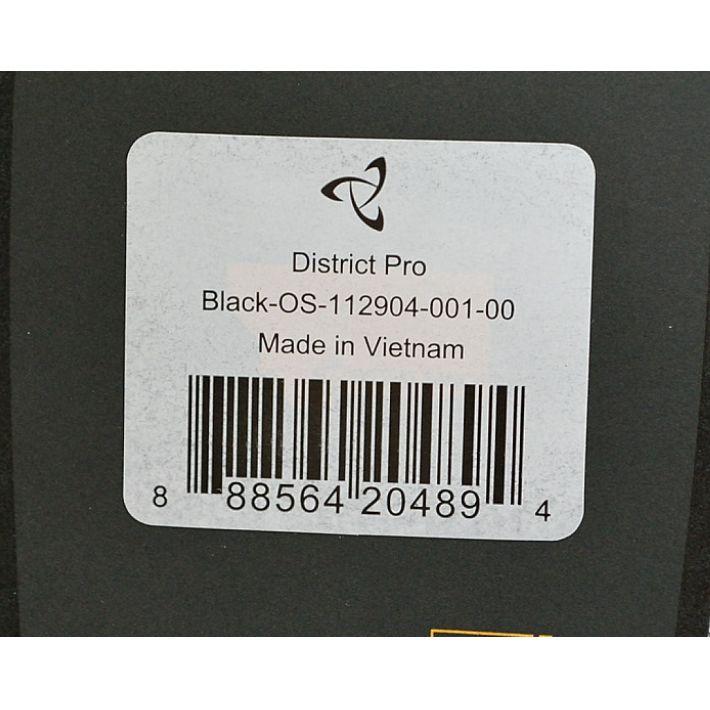 District Pro
Black-OS-112904-001-00
Made in Vietnam
8 88564 20489 4